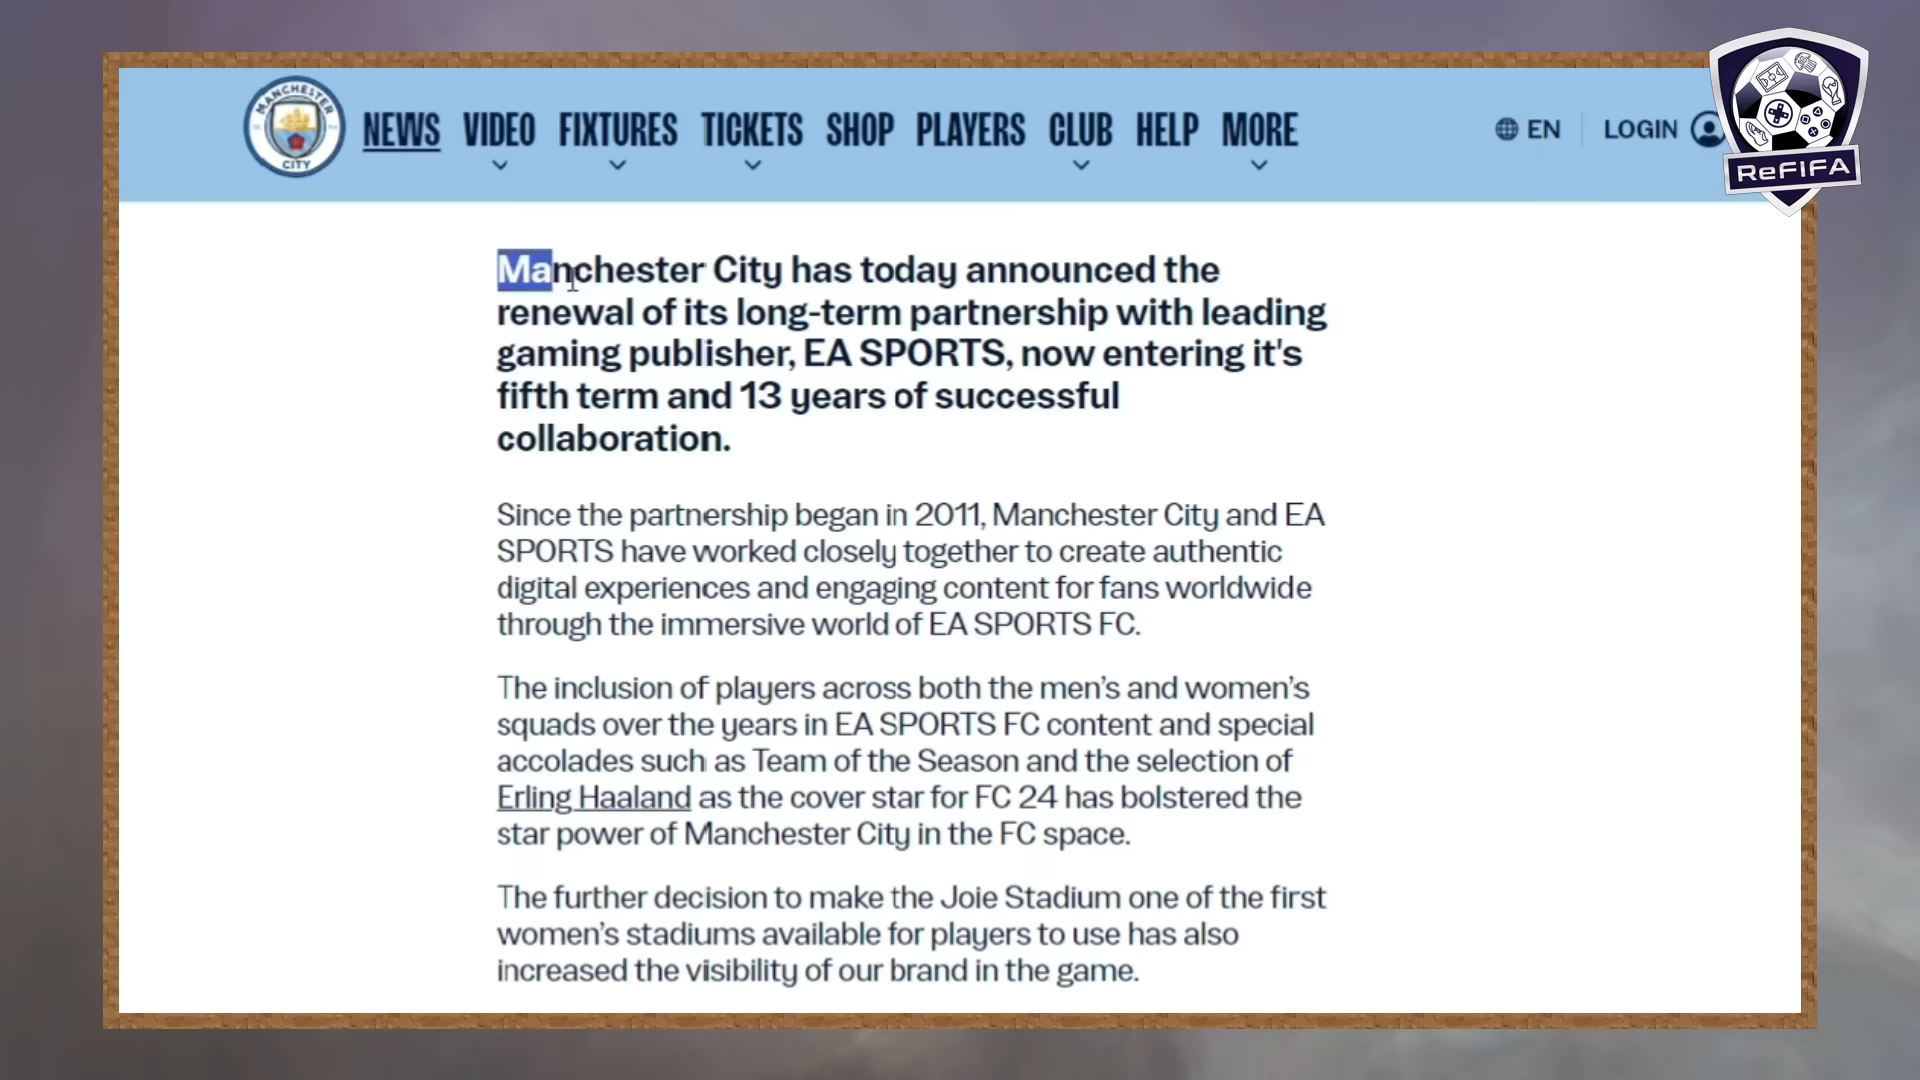 MANCHESTER
CITY
NEWS VIDEO FIXTURES TICKETS SHOP PLAYERS CLUB HELP MORE
EN LOGIN
ReFIFA
Manchester City has today announced the
renewal of its long-term partnership with leading
gaming publisher, EA SPORTS, now entering it's
fifth term and 13 years of successful
collaboration.
Since the partnership began in 2011, Manchester City and EA
SPORTS have worked closely together to create authentic
digital experiences and engaging content for fans worldwide
through the immersive world of EA SPORTS FC.
The inclusion of players across both the men’s and women’s
squads over the years in EA SPORTS FC content and special
accolades such as Team of the Season and the selection of
Erling Haaland as the cover star for FC 24 has bolstered the
star power of Manchester City in the FC space.
The further decision to make the Joie Stadium one of the first
women’s stadiums available for players to use has also
increased the visibility of our brand in the game.